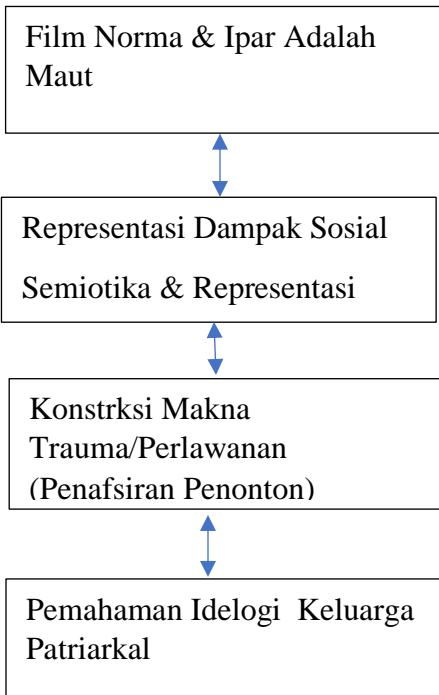 Film Norma & Ipar Adalah
Maut
Representasi Dampak Sosial
Semiotika & Representasi
Konstrksi Makna
Trauma/Perlawanan
(Penafsiran Penonton)
Pemahaman Idelogi Keluarga
Patriarkal